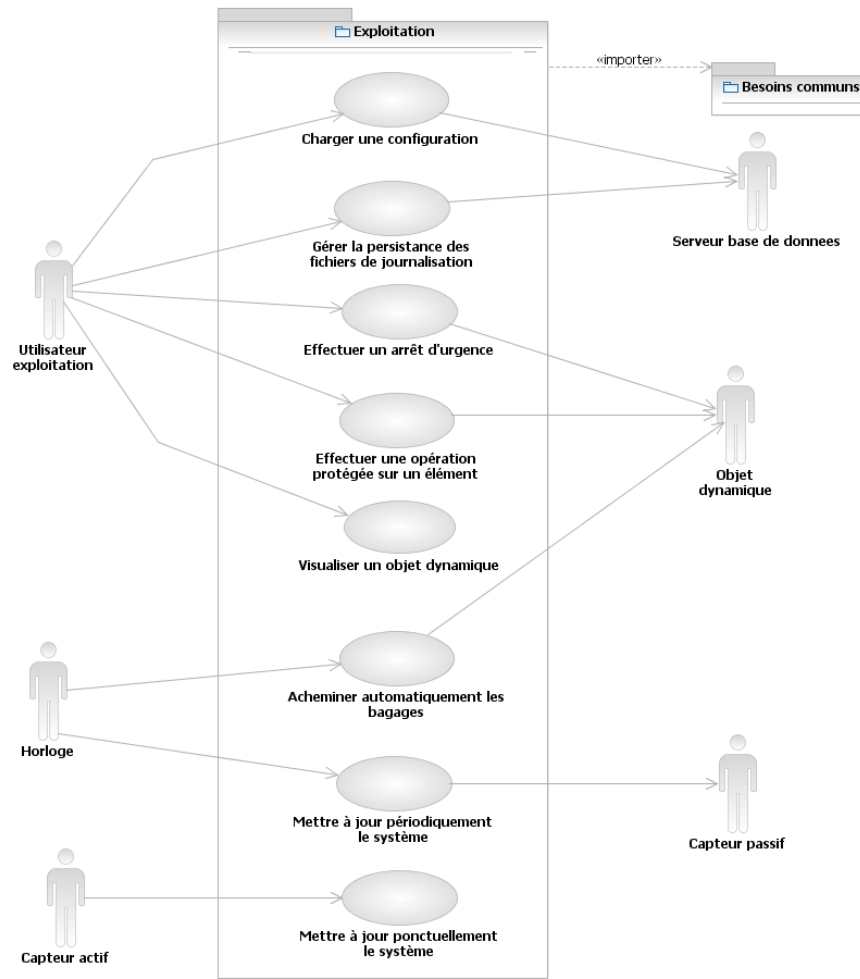 Exploitation
«importer»
Besoins communs
Charger une configuration
Serveur base de donnees
Gérer la persistance des
fichiers de journalisation
Utilisateur
exploitation
Effectuer un arrêt d'urgence
Effectuer une opération
protégée sur un élément
Objet
dynamique
Visualiser un objet dynamique
Acheminer automatiquement les
bagages
Horloge
Mettre à jour périodiquement
le système
Capteur passif
Mettre à jour ponctuellement
le système
Capteur actif